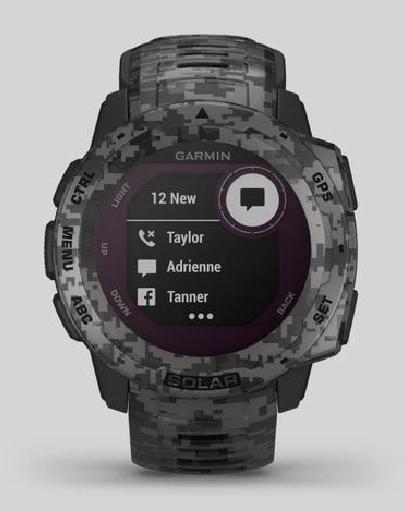 GARMIN
CTRL
LIGHT
GPS
12 New
MENU
UP
Taylor
Adrienne
Tanner
ABC
DOWN
BACK
SET
SOLAR